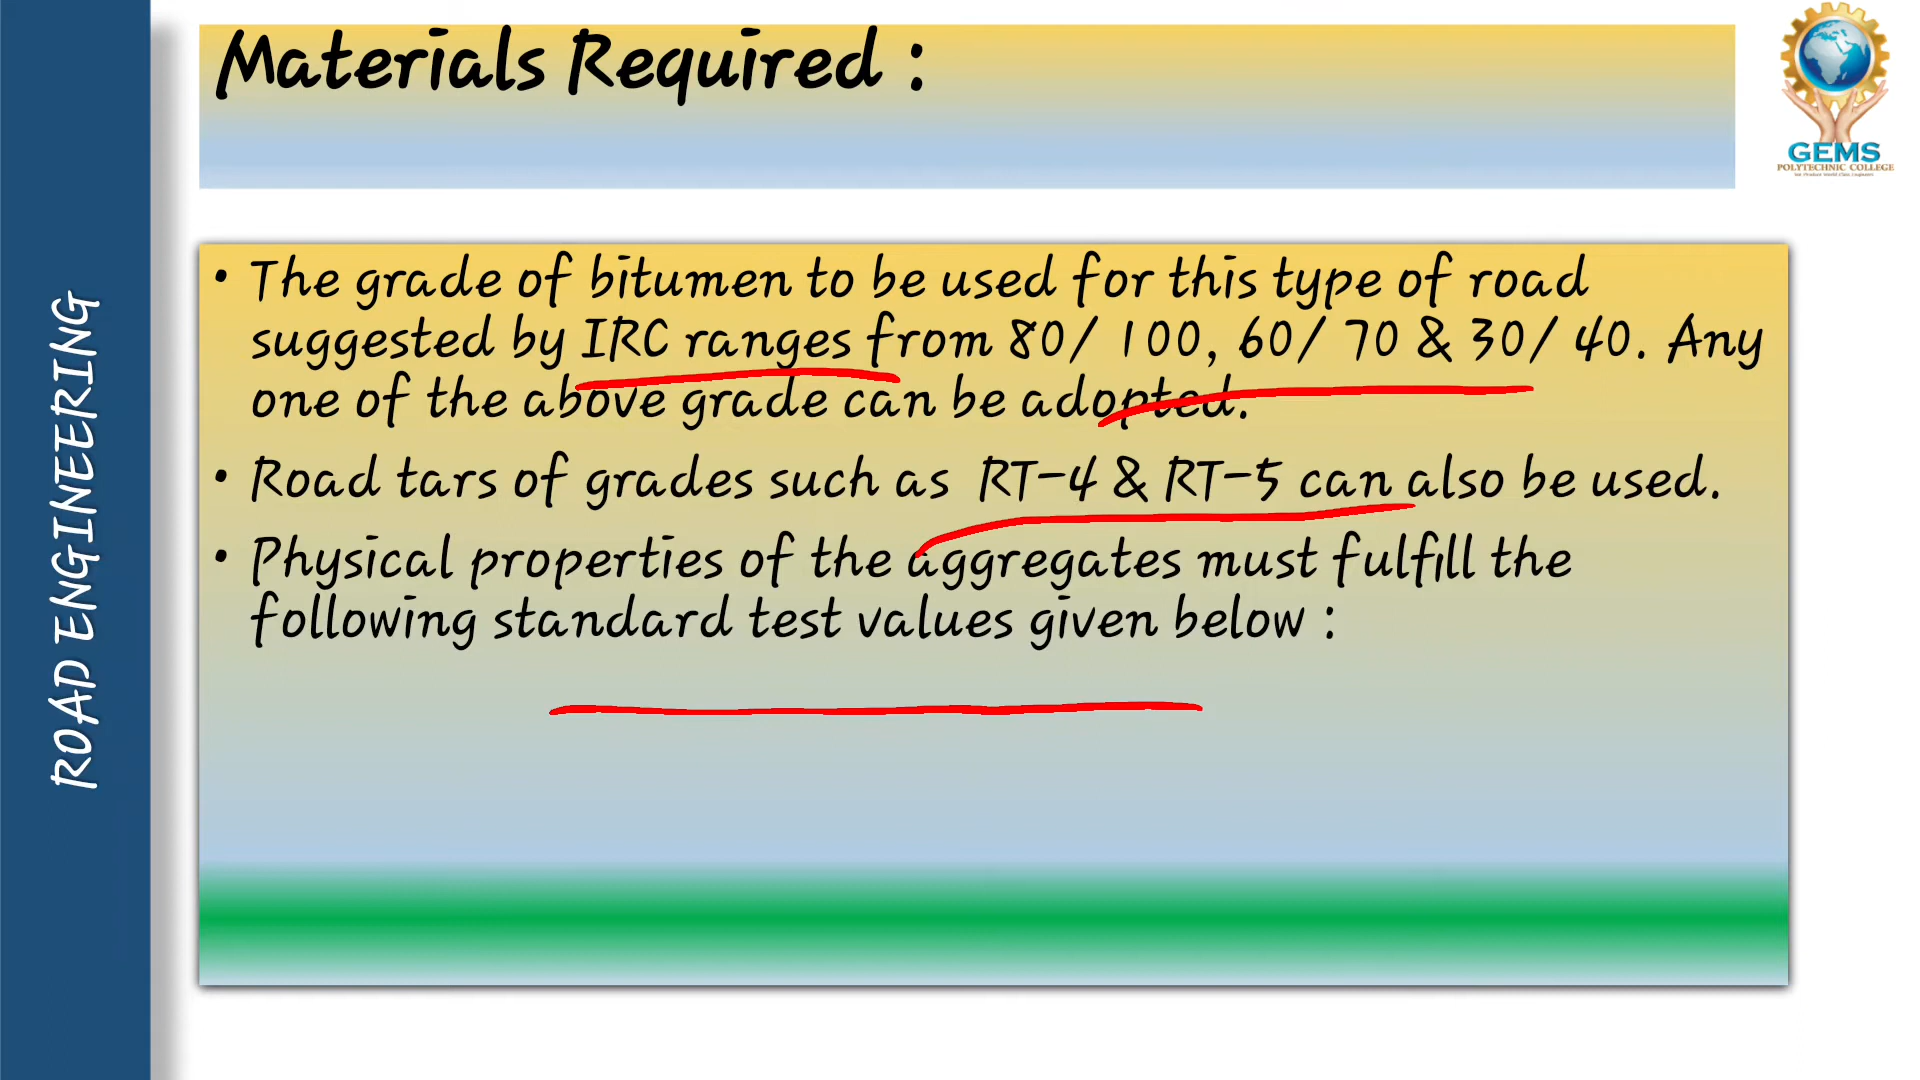 Materials Required :
GEMS
POLYTECHNIC COLLEGE
ROAD ENGINEERING
• The grade of bitumen to be used for this type of road
suggested by IRC ranges from 80/ 100, 60/ 70 & 30/ 40. Any
one of the above grade can be adopted.
• Road tars of grades such as RT-4 & RT-5 can also be used.
• Physical properties of the aggregates must fulfill the
following standard test values given below :